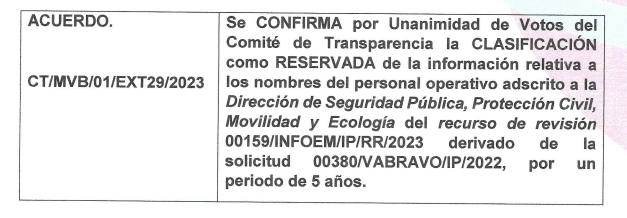 ACUERDO.
CT/MVB/01/EXT29/2023
Se CONFIRMA por Unanimidad de Votos del
Comité de Transparencia la CLASIFICACIÓN
como RESERVADA de la información relativa a
los nombres del personal operativo adscrito a la
Dirección de Seguridad Pública, Protección Civil,
Movilidad y Ecología del recurso de revisión
00159/INFOEM/IP/RR/2023 derivado de la
solicitud 00380/VABRAVO/IP/2022, por un
periodo de 5 años.